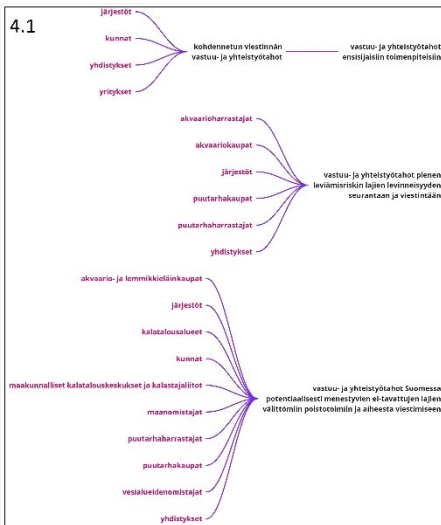 4.1
järjestöt
kunnat
yhdistykset
yritykset
kohdennetun viestinnän
vastuu- ja yhteistyötahot
vastuu- ja yhteistyötahot
ensisijaisiin toimenpiteisiin
akvaarioharrastajat
akvaariokaupat
järjestöt
puutarhakaupat
puutarhaharrastajat
yhdistykset
vastuu- ja yhteistyötahot pienen
leviämisriskin lajien levinneisyyden
seurantaan ja viestintään
akvaario- ja lemmikkieläinkaupat
järjestöt
kalatalousalueet
kunnat
maakunnalliset kalatalouskeskukset ja kalastajaliitot
maanomistajat
puutarhaharrastajat
puutarhakaupat
vesialueidenomistajat
yhdistykset
vastuu- ja yhteistyötahot Suomessa
potentiaalisesti menestyvien ei-tavattujen lajien
välittömiin poistotoimiin ja aiheesta viestimiseen